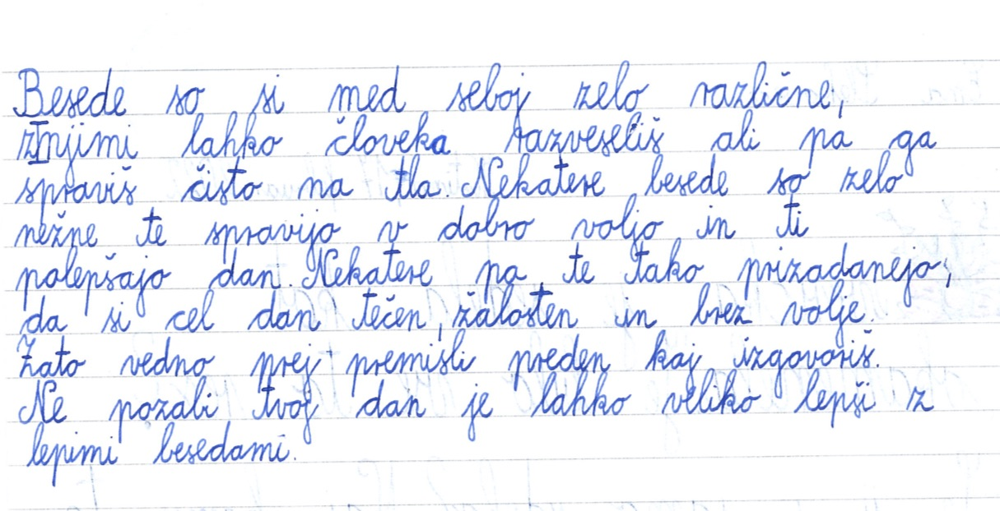 Besede so si med seboj zelo različne,
z njimi lahko človeka razveseliš ali pa ga
spraviš čisto na tla. Nekatere besede so zelo
nežne te spravijo v dobro voljo in ti
polepšajo dan. Nekatere pa te tako prizadanejo,
da si cel dan tečen, žalosten in brez volje.
Zato vedno prej premisli preden kaj izgovoriš.
Ne pozabi, tvoj dan je lahko veliko lepši z
lepimi besedami.